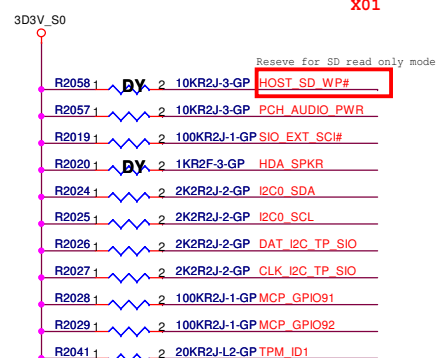 X01
3D3V_S0
Reseve for SD read only mode
R2058 1 DY 2 10KR2J-3-GP HOST_SD_WP#
R2057 1 2 10KR2J-3-GP PCH_AUDIO_PWR
R2019 1 2 100KR2J-1-GP SIO_EXT_SCI#
R2020 1 DY 2 1KR2F-3-GP HDA_SPKR
R2024 1 2 2K2R2J-2-GP I2C0_SDA
R2025 1 2 2K2R2J-2-GP I2C0_SCL
R2026 1 2 2K2R2J-2-GP DAT_I2C_TP_SIO
R2027 1 2 2K2R2J-2-GP CLK_I2C_TP_SIO
R2028 1 2 100KR2J-1-GP MCP_GPIO91
R2029 1 2 100KR2J-1-GP MCP_GPIO92
R2041 1 2 20KR2J-L2-GP TPM_ID1